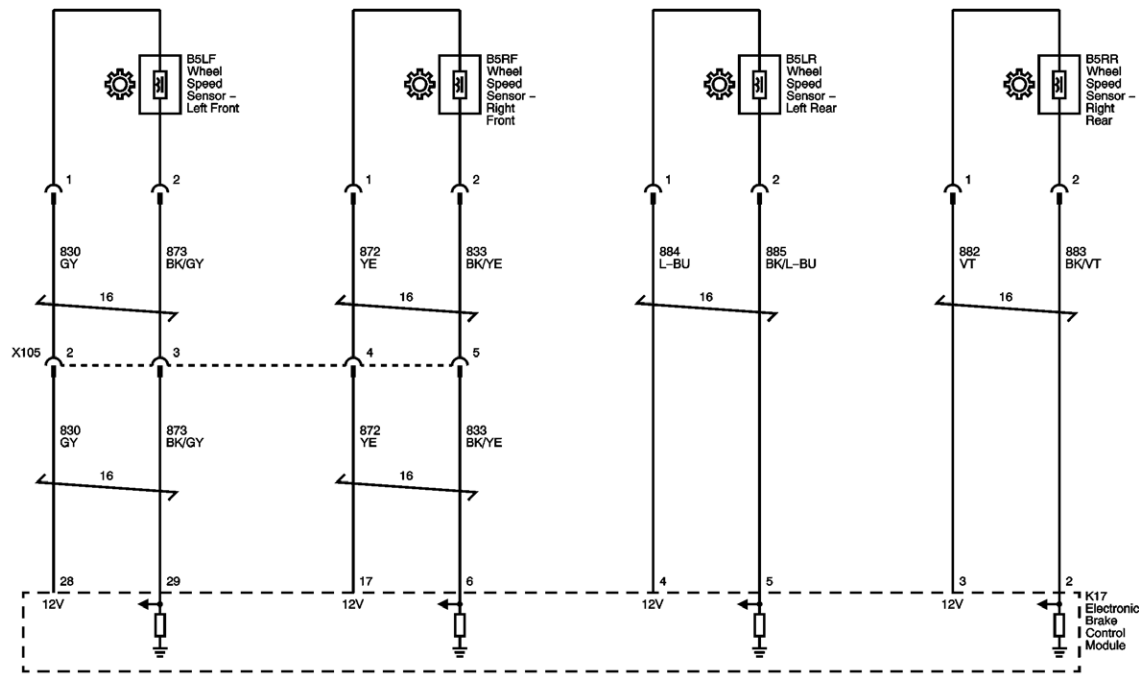 B5LF
Wheel
Speed
Sensor –
Left Front
B5RF
Wheel
Speed
Sensor –
Right
Front
B5LR
Wheel
Speed
Sensor –
Left Rear
B5RR
Wheel
Speed
Sensor –
Right
Rear
1 2 1 2 1 2 1 2
830
GY
873
BK/GY
872
YE
833
BK/YE
884
L-BU
885
BK/L-BU
882
VT
883
BK/VT
16 16 16 16
X105 2 3 4 5
830
GY
873
BK/GY
872
YE
833
BK/YE
16 16
28 29 17 6 4 5 3 2
12V 12V 12V 12V
K17
Electronic
Brake
Control
Module